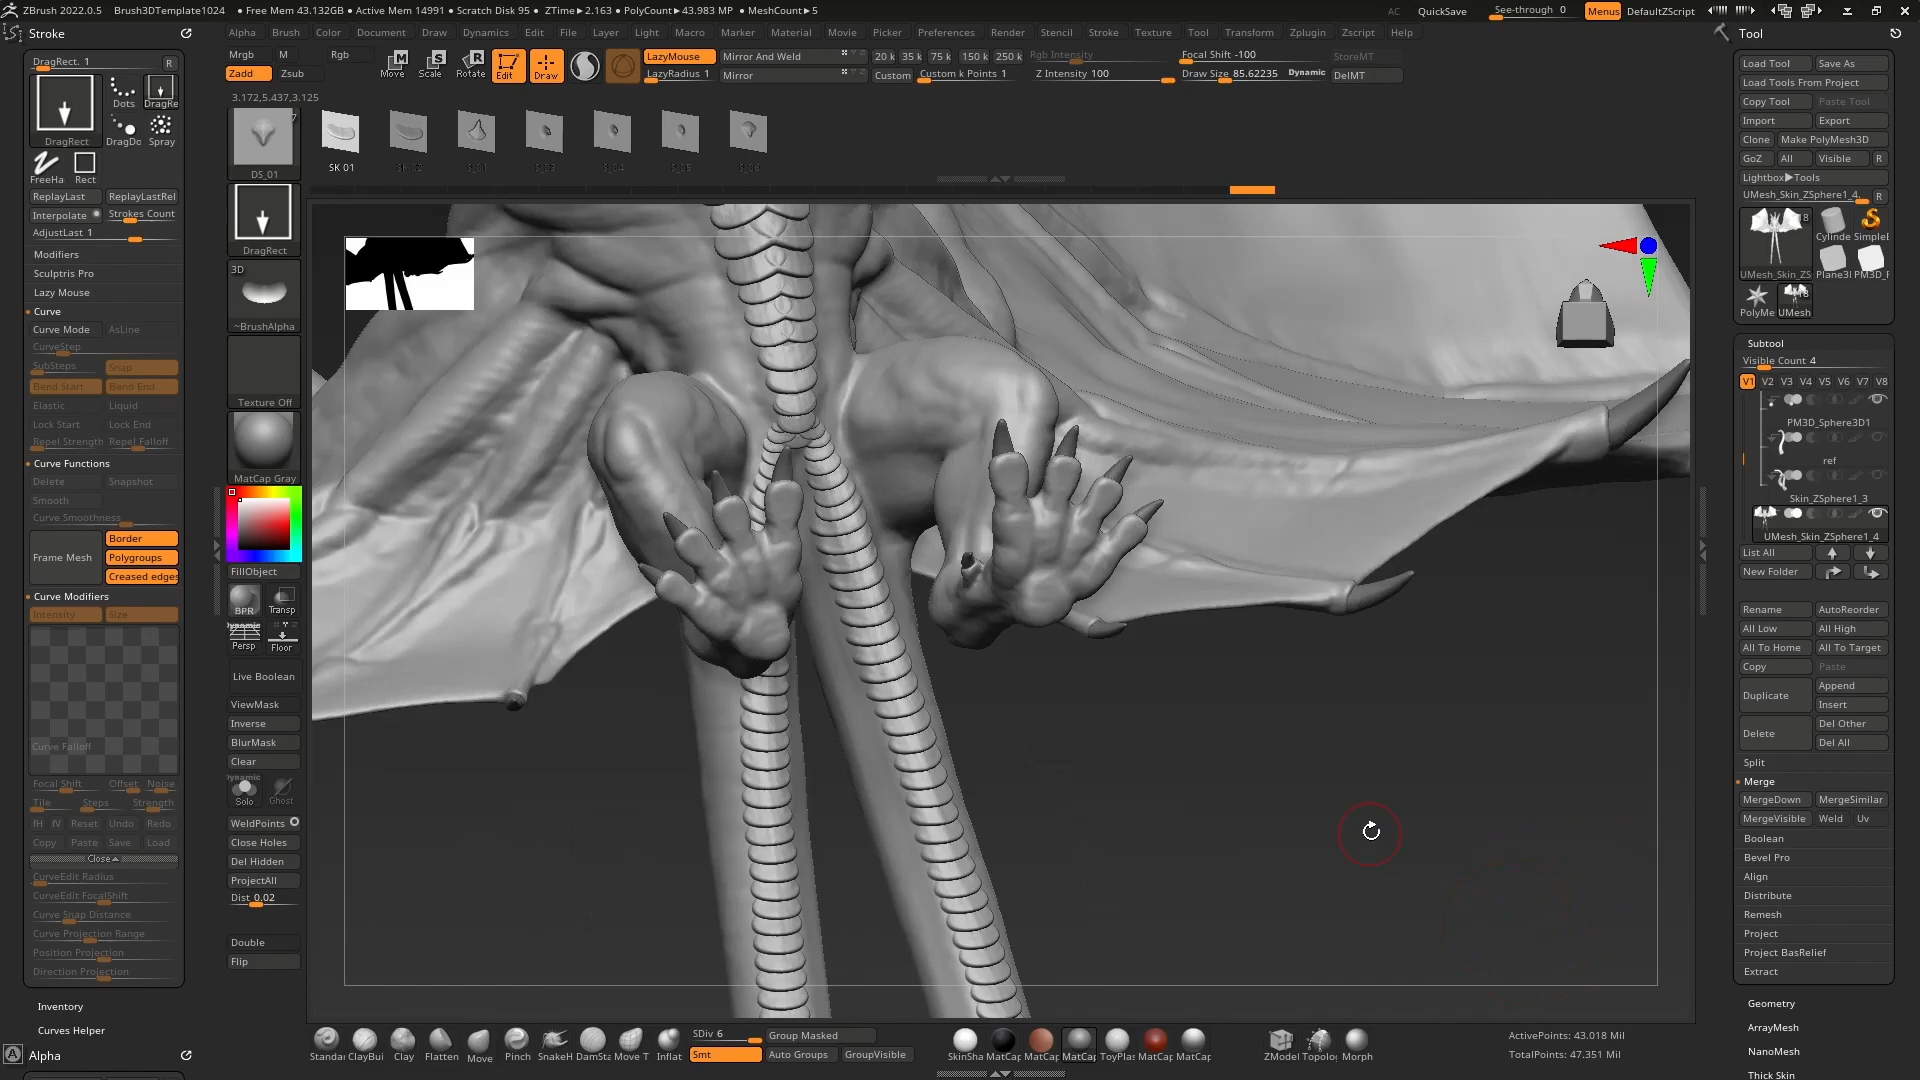 ZBrush 2022.0.5 Brush3DTemplate1024 ● Free Mem 43.132GB ● Active Mem 14991 ● Scratch Disk 95 ● ZTime▶2.163 ● PolyCount▶43.983 MP ● MeshCount▶5
AC QuickSave See-through 0 Menus DefaultZScript
Stroke
Alpha Brush Color Document Draw Dynamics Edit File Layer Light Macro Marker Material Movie Picker Preferences Render Stencil Stroke Texture Tool Transform Zplugin Zscript Help
Tool
DragRect. 1 R
Mrgb M Rgb
Zadd Zsub
Move Scale Rotate Edit Draw
LazyMouse Mirror And Weld 20 k 35 k 75 k 150 k 250 k Rgb Intensity Focal Shift -100 StoreMT
LazyRadius 1 Mirror Custom Custom k Points 1 Z Intensity 100 Draw Size 85.62235 Dynamic DelMT
3.172,5.437,3.125
Dots DragRe
DragRect DragDo Spray
FreeHa Rect
ReplayLast ReplayLastRel
Interpolate Strokes Count
AdjustLast 1
Modifiers
Sculptris Pro
Lazy Mouse
Curve
Curve Mode AsLine
CurveStep
SubSteps Snap
Bend Start Bend End
Elastic Liquid
Lock Start Lock End
Repel Strength Repel Falloff
Curve Functions
Delete Snapshot
Smooth
Curve Smoothness
Frame Mesh Border
Polygroups
Creased edges
Curve Modifiers
Intensity Size
Curve Falloff
Focal Shift Offset Noise
Tile Steps Strength
fH fV Reset Undo Redo
Copy Paste Save Load
Close
CurveEdit Radius
CurveEdit FocalShift
Curve Snap Distance
Curve Projection Range
Position Projection
Direction Projection
Inventory
Curves Helper
Alpha
DS_01
SK 01
DragRect
3D
~BrushAlpha
Texture Off
MatCap Gray
FillObject
BPR Transp
Dynamic
Persp Floor
Live Boolean
ViewMask
Inverse
BlurMask
Clear
Dynamic
Solo Ghost
WeldPoints
Close Holes
Del Hidden
ProjectAll
Dist 0.02
Double
Flip
Load Tool Save As
Load Tools From Project
Copy Tool Paste Tool
Import Export
Clone Make PolyMesh3D
GoZ All Visible R
Lightbox▶Tools
UMesh_Skin_ZSphere1_4. R
18
Cylinde SimpleE
UMesh_Skin_ZS Plane3I PM3D_F
18
PolyMe UMesh
Subtool
Visible Count 4
V1 V2 V3 V4 V5 V6 V7 V8
PM3D_Sphere3D1
ref
Skin_ZSphere1_3
UMesh_Skin_ZSphere1_4
List All
New Folder
Rename AutoReorder
All Low All High
All To Home All To Target
Copy Paste
Duplicate Append
Insert
Delete Del Other
Del All
Split
Merge
MergeDown MergeSimilar
MergeVisible Weld Uv
Boolean
Bevel Pro
Align
Distribute
Remesh
Project
Project BasRelief
Extract
Geometry
ArrayMesh
NanoMesh
Thick Skin
Standar ClayBui Clay Flatten Move Pinch SnakeH DamSta Move T Inflat
SDiv 6 Group Masked
Smt Auto Groups GroupVisible
SkinSha MatCap MatCap MatCap ToyPlas MatCap MatCap
ZModel Topolog Morph
ActivePoints: 43.018 Mil
TotalPoints: 47.351 Mil